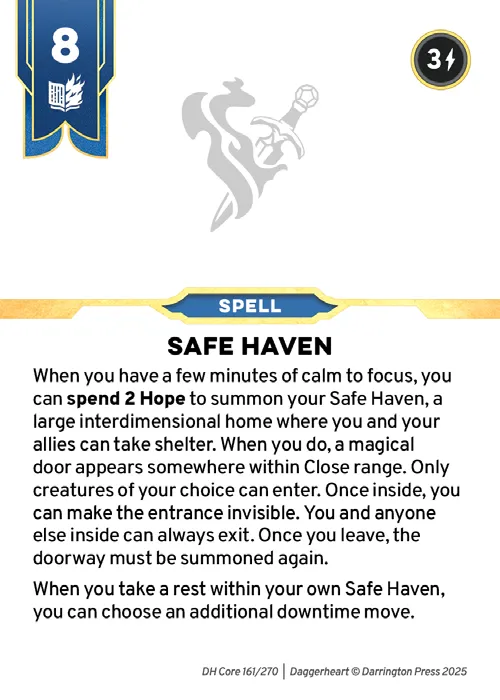 8
3
SPELL
SAFE HAVEN
When you have a few minutes of calm to focus, you
can spend 2 Hope to summon your Safe Haven, a
large interdimensional home where you and your
allies can take shelter. When you do, a magical
door appears somewhere within Close range. Only
creatures of your choice can enter. Once inside, you
can make the entrance invisible. You and anyone
else inside can always exit. Once you leave, the
doorway must be summoned again.
When you take a rest within your own Safe Haven,
you can choose an additional downtime move.
DH Core 161/270 | Daggerheart © Darrington Press 2025